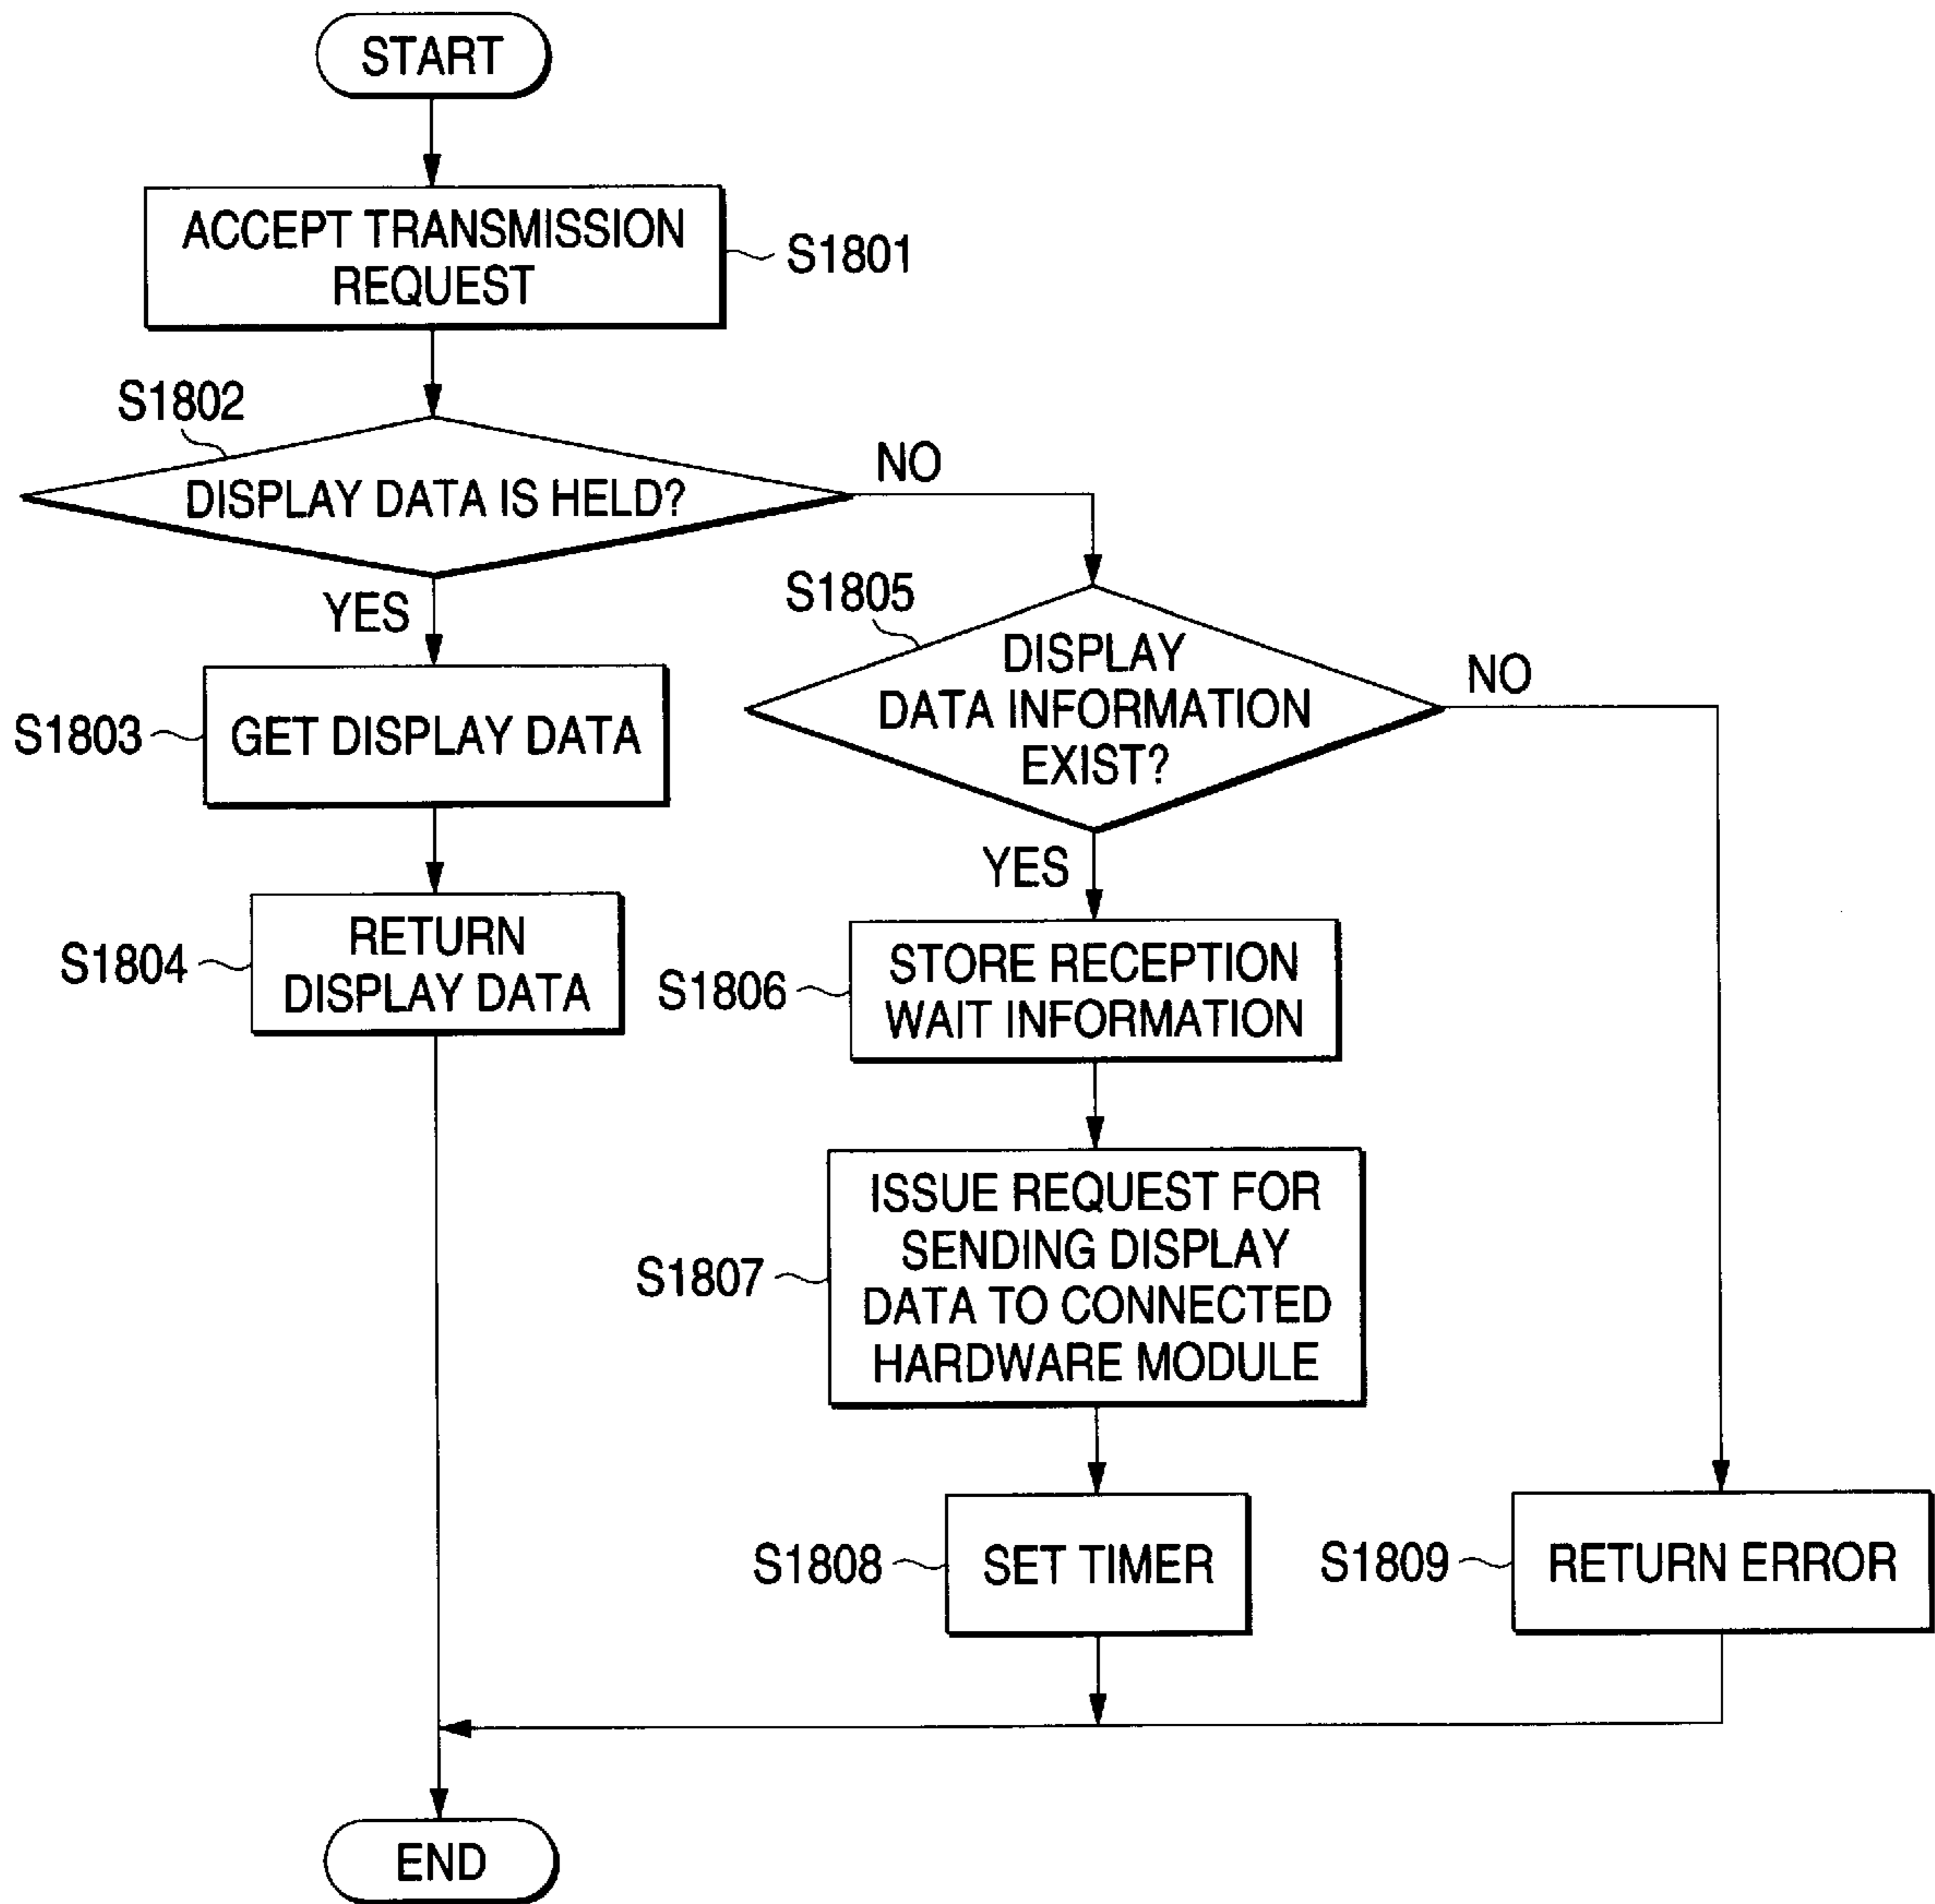 START
ACCEPT TRANSMISSION
REQUEST
S1801
S1802
DISPLAY DATA IS HELD?
NO
YES
S1803
GET DISPLAY DATA
S1804
RETURN
DISPLAY DATA
S1805
DISPLAY
DATA INFORMATION
EXIST?
NO
YES
S1806
STORE RECEPTION
WAIT INFORMATION
S1807
ISSUE REQUEST FOR
SENDING DISPLAY
DATA TO CONNECTED
HARDWARE MODULE
S1808
SET TIMER
S1809
RETURN ERROR
END